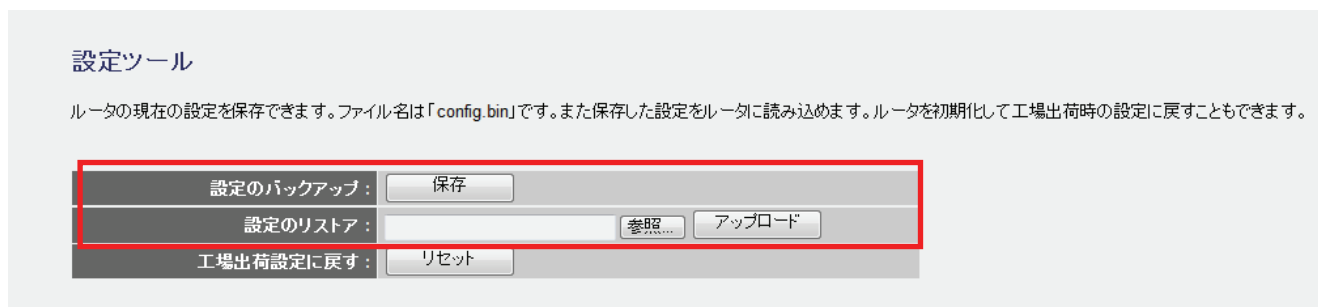 設定ツール
ルータの現在の設定を保存できます。ファイル名は「config.bin」です。また保存した設定をルータに読み込めます。ルータを初期化して工場出荷時の設定に戻すこともできます。
設定のバックアップ： 保存
設定のリストア： 参照... アップロード
工場出荷設定に戻す： リセット